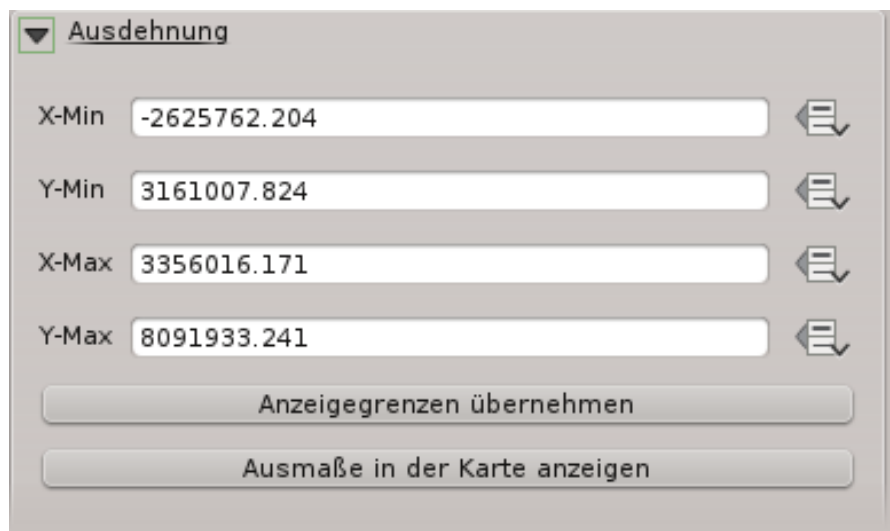 Ausdehnung
X-Min -2625762.204
Y-Min 3161007.824
X-Max 3356016.171
Y-Max 8091933.241
Anzeigegrenzen übernehmen
Ausmaße in der Karte anzeigen